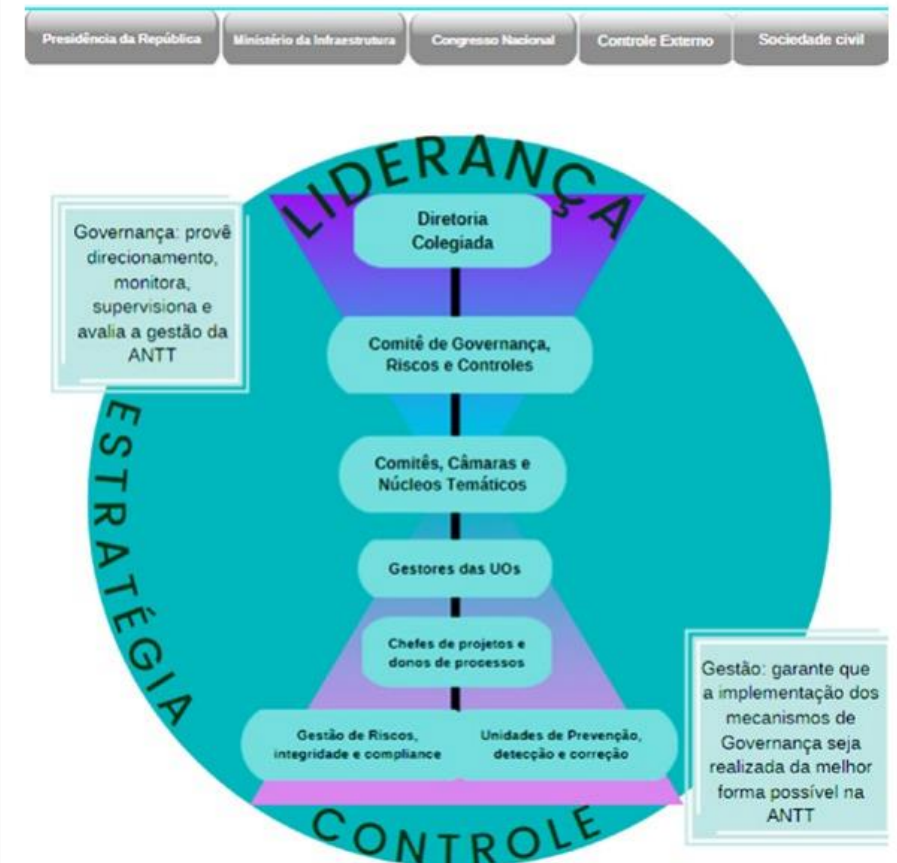 Presidência da República
Ministério da Infraestrutura
Congresso Nacional
Controle Externo
Sociedade civil
LIDERANÇA
Diretoria
Colegiada
Governança: provê
direcionamento,
monitora,
supervisiona e
avalia a gestão da
ANTT
Comitê de Governança,
Riscos e Controles
ESTRATÉGIA
Comitês, Câmaras e
Núcleos Temáticos
Gestores das UOs
Chefes de projetos e
donos de processos
Gestão de Riscos,
integridade e compliance
Unidades de Prevenção,
detecção e correção
Gestão: garante que
a implementação dos
mecanismos de
Governança seja
realizada da melhor
forma possível na
ANTT
CONTROLE